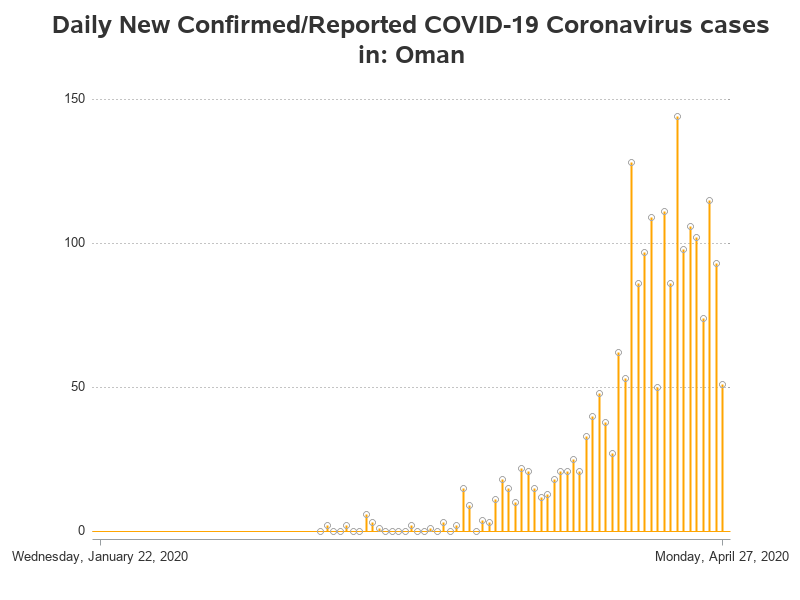 Daily New Confirmed/Reported COVID-19 Coronavirus cases
in: Oman
150
100
50
0
Wednesday, January 22, 2020
Monday, April 27, 2020